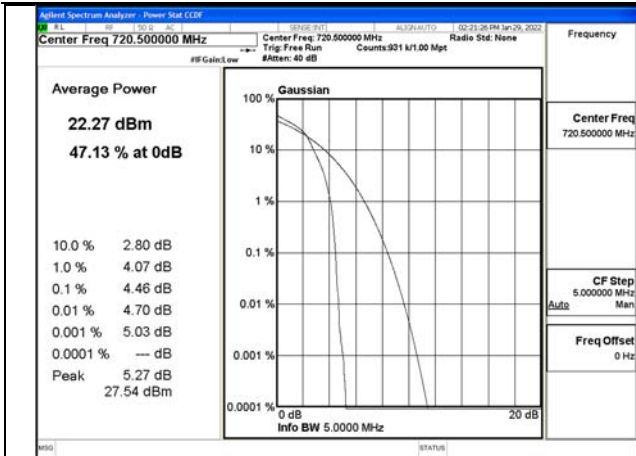 Agilent Spectrum Analyzer - Power Stat CCDF
RL RF 50 Ω AC SENSE:INT ALIGN AUTO 02:21:26 PM Jan 29, 2022
Center Freq 720.500000 MHz
Center Freq: 720.500000 MHz Radio Std: None
Trig: Free Run Counts:931 k/1.00 Mpt
#IFGain:Low #Atten: 40 dB
Frequency
Average Power
22.27 dBm
47.13 % at 0dB
10.0 % 2.80 dB
1.0 % 4.07 dB
0.1 % 4.46 dB
0.01 % 4.70 dB
0.001 % 5.03 dB
0.0001 % --- dB
Peak 5.27 dB
27.54 dBm
Gaussian
100 %
10 %
1 %
0.1 %
0.01 %
0.001 %
0.0001 %
0 dB 20 dB
Info BW 5.0000 MHz
Center Freq
720.500000 MHz
CF Step
5.000000 MHz
Auto Man
Freq Offset
0 Hz
MSG STATUS